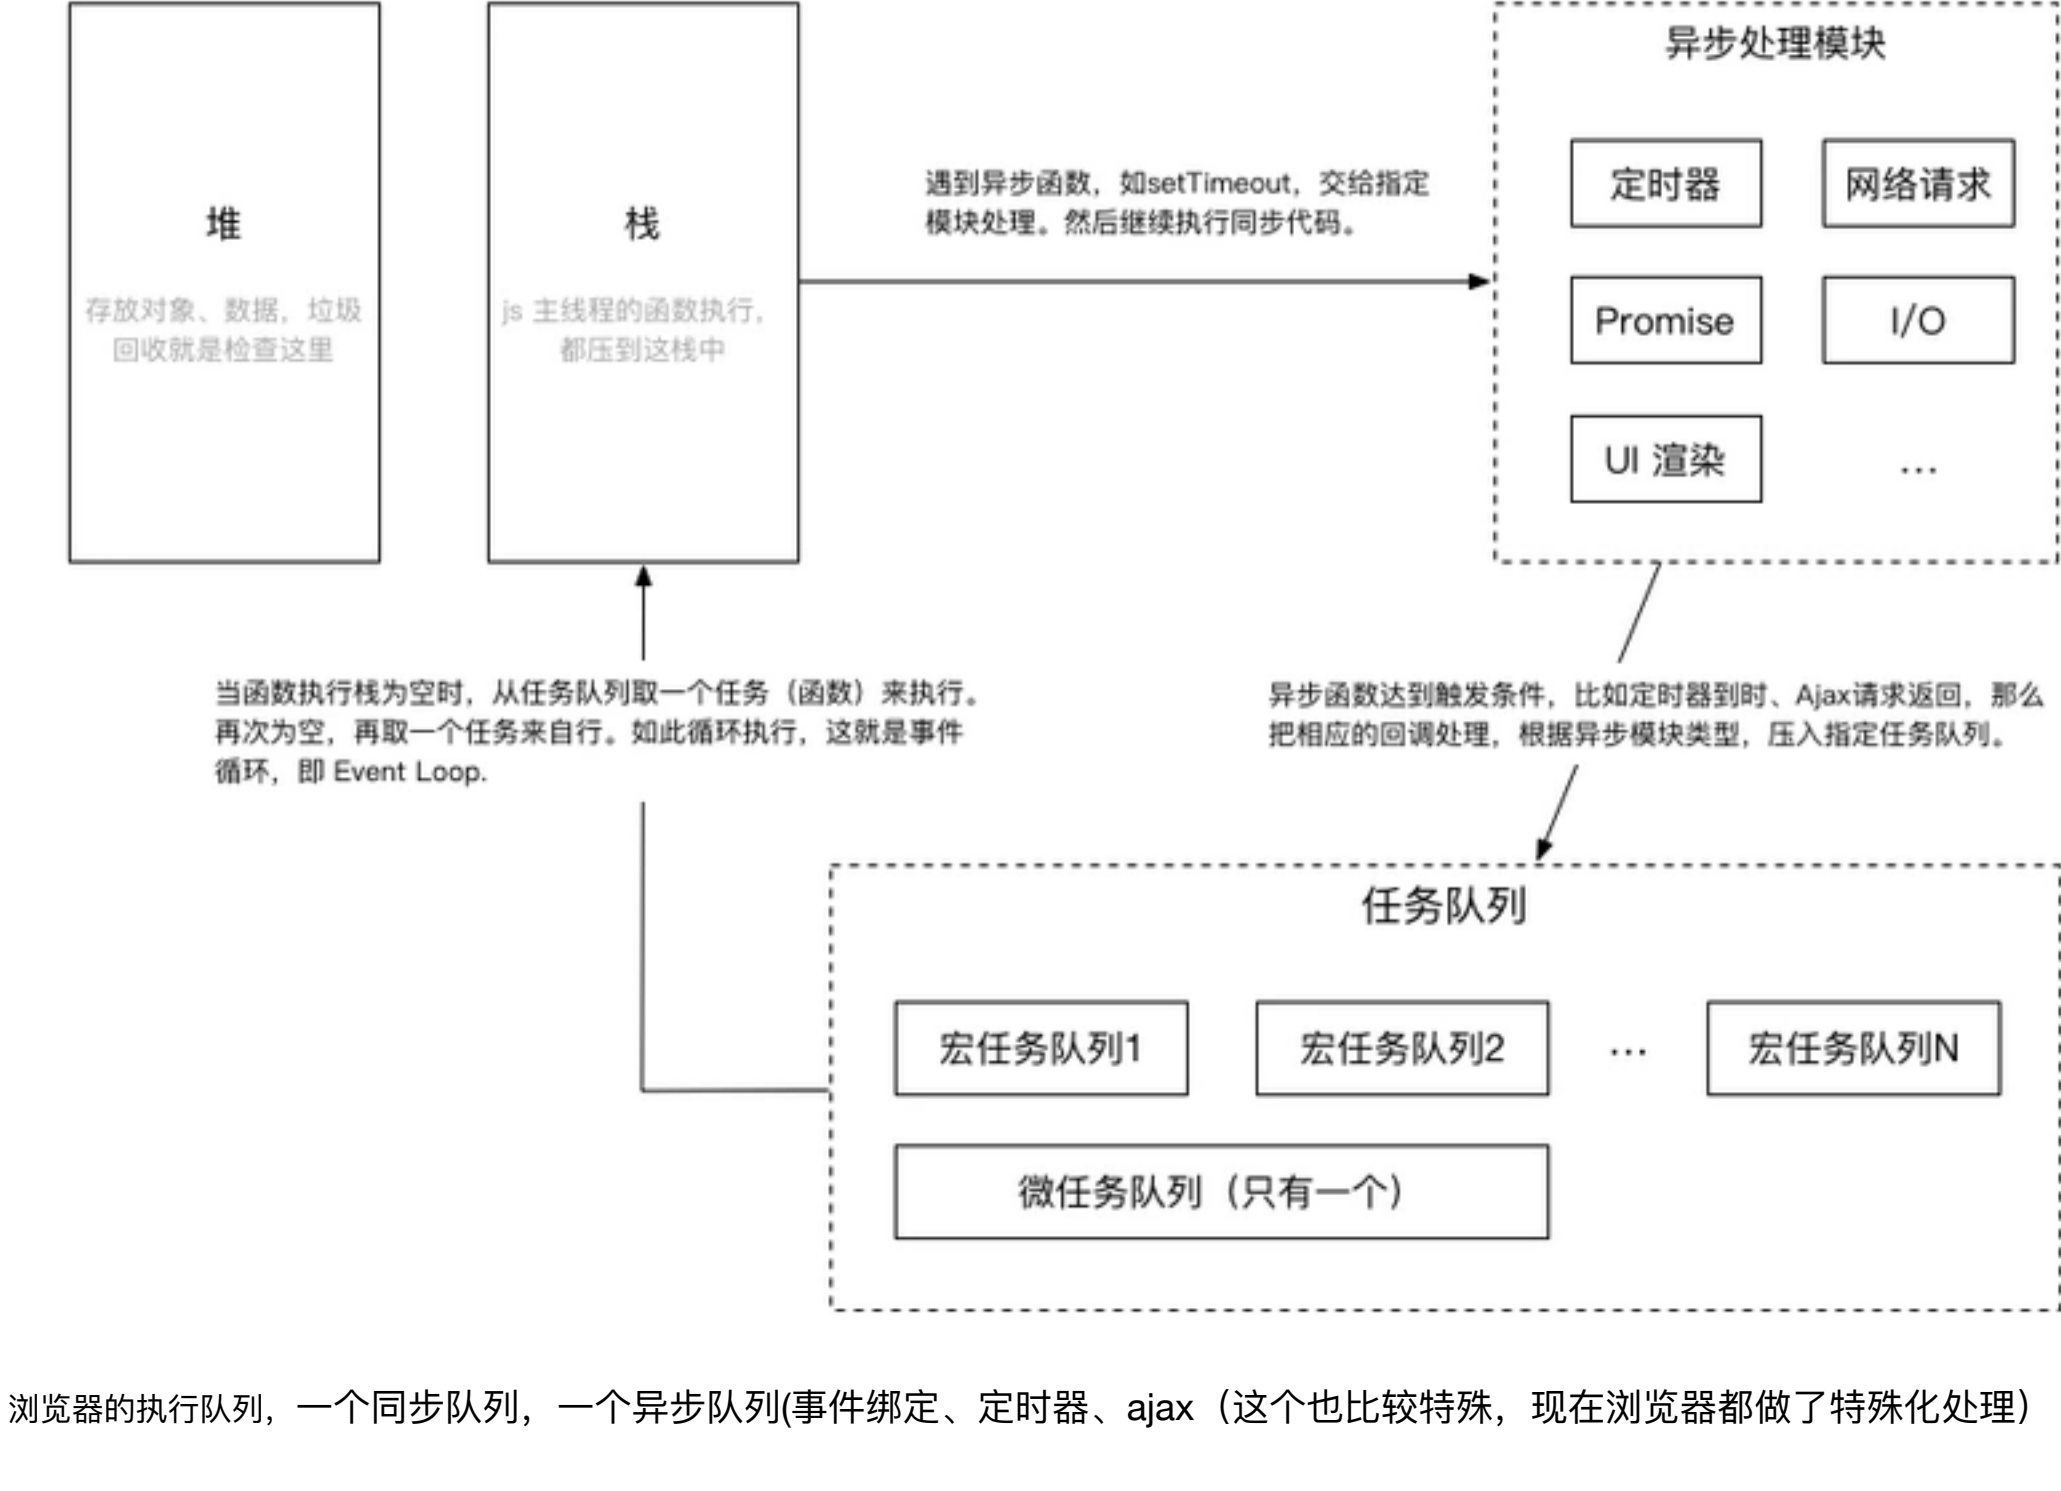 堆
存放对象、数据，垃圾
回收就是检查这里
栈
js 主线程的函数执行，
都压到这栈中
遇到异步函数，如setTimeout，交给指定
模块处理。然后继续执行同步代码。
异步处理模块
定时器
网络请求
Promise
I/O
UI 渲染
...
当函数执行栈为空时，从任务队列取一个任务（函数）来执行。
再次为空，再取一个任务来自行。如此循环执行，这就是事件
循环，即 Event Loop.
异步函数达到触发条件，比如定时器到时、Ajax请求返回，那么
把相应的回调处理，根据异步模块类型，压入指定任务队列。
任务队列
宏任务队列1
宏任务队列2
...
宏任务队列N
微任务队列（只有一个）
浏览器的执行队列，一个同步队列，一个异步队列(事件绑定、定时器、ajax（这个也比较特殊，现在浏览器都做了特殊化处理）